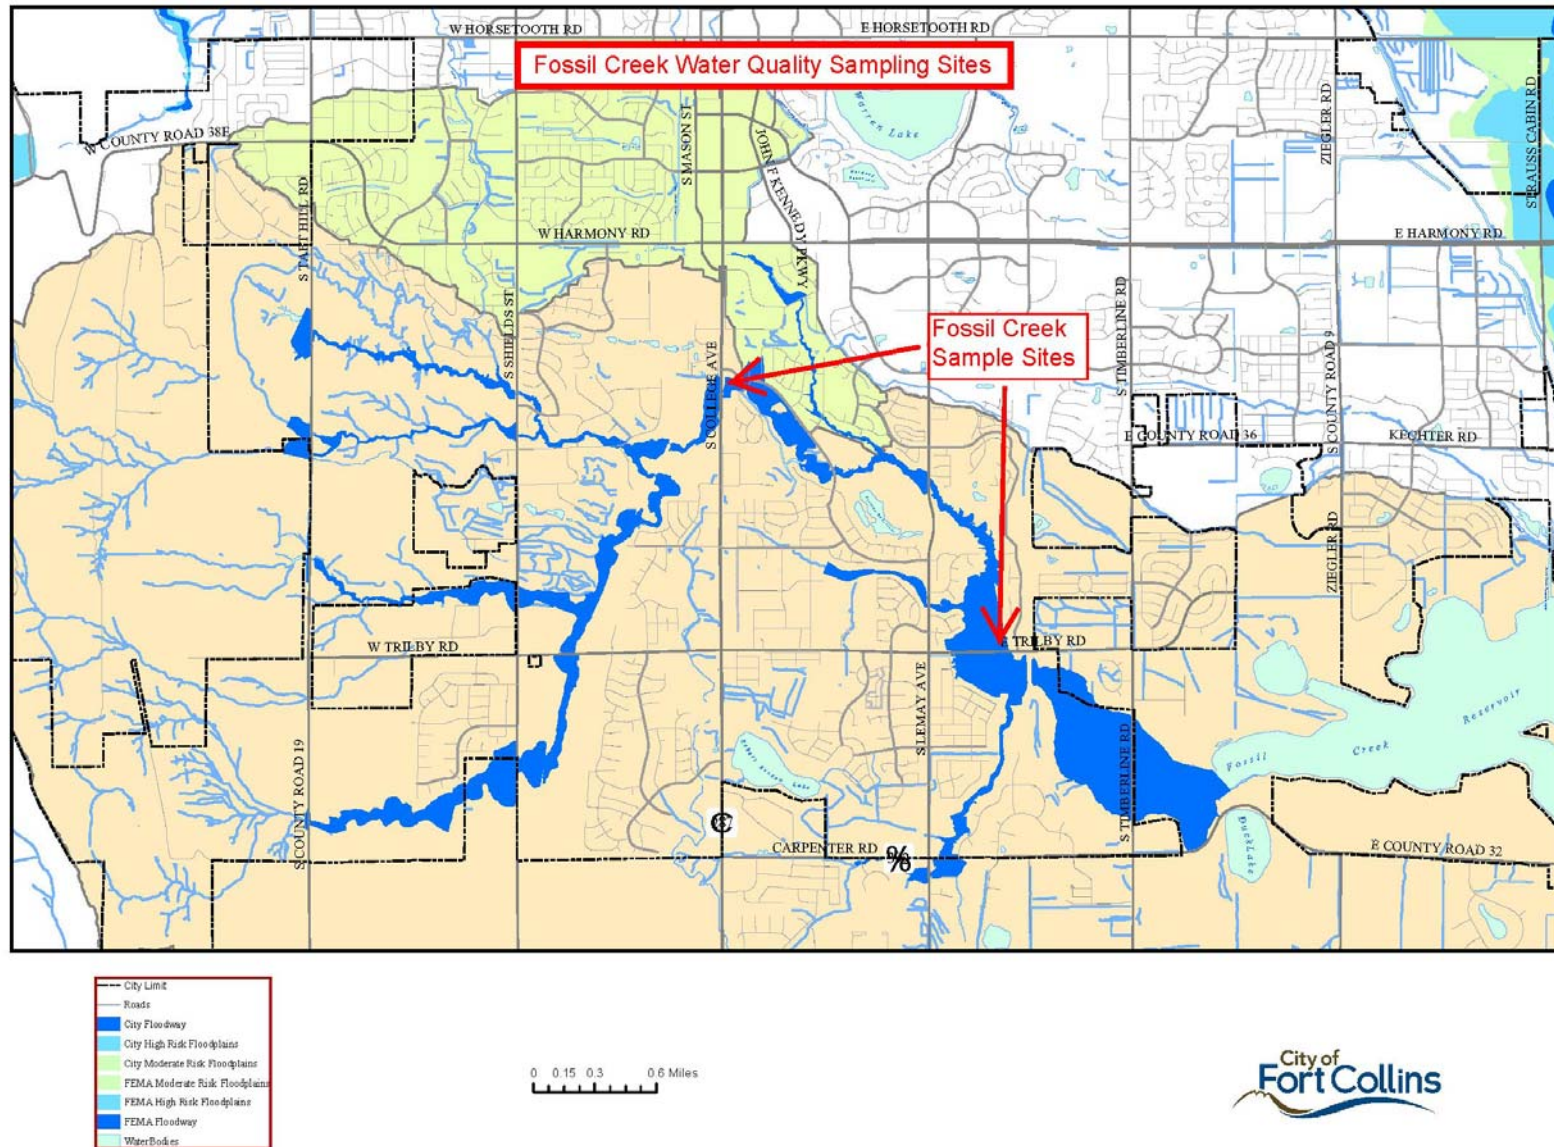 W HORSETOOTH RD
E HORSETOOTH RD
Fossil Creek Water Quality Sampling Sites
W COUNTY ROAD 38E
S TAFT HILL RD
S MASON ST
JOHN F KENNEDY PKWY
Warren Lake
ZIEGLER RD
STRAUSS CABIN RD
W HARMONY RD
E HARMONY RD
S SHIELDS ST
S COLLEGE AVE
Fossil Creek
Sample Sites
S TIMBERLINE RD
S COUNTY ROAD 9
E COUNTY ROAD 36
KECHTER RD
ZIEGLER RD
W TRILBY RD
E TRILBY RD
S LEMAY AVE
Fossil Creek Reservoir
S COUNTY ROAD 19
S TIMBERLINE RD
Duck Lake
CARPENTER RD
%
E COUNTY ROAD 32
City Limit
Roads
City Floodway
City High Risk Floodplains
City Moderate Risk Floodplains
FEMA Moderate Risk Floodplains
FEMA High Risk Floodplains
FEMA Floodway
WaterBodies
0 0.15 0.3 0.6 Miles
City of
Fort Collins